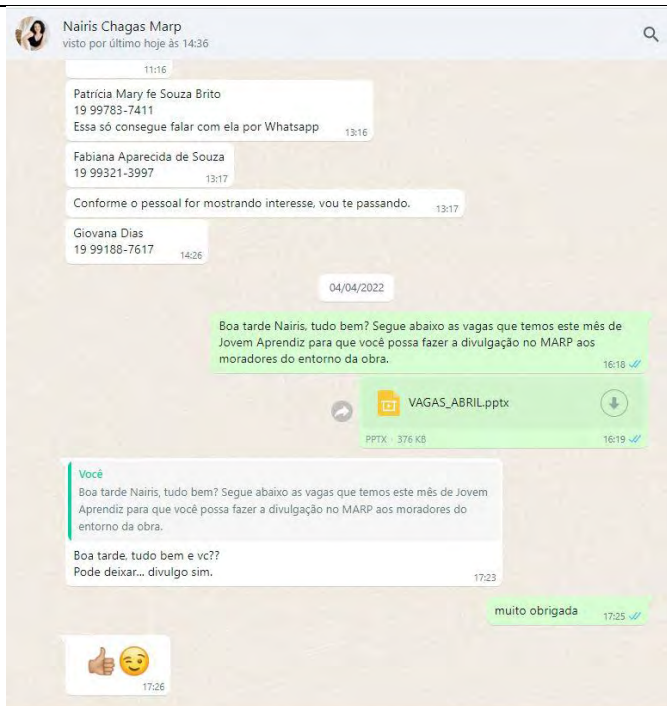 Nairis Chagas Marp
visto por último hoje às 14:36
11:16
Patrícia Mary fe Souza Brito
19 99783-7411
Essa só consegue falar com ela por Whatsapp
13:16
Fabiana Aparecida de Souza
19 99321-3997
13:17
Conforme o pessoal for mostrando interesse, vou te passando.
13:17
Giovana Dias
19 99188-7617
14:26
04/04/2022
Boa tarde Nairis, tudo bem? Segue abaixo as vagas que temos este mês de
Jovem Aprendiz para que você possa fazer a divulgação no MARP aos
moradores do entorno da obra.
16:18
VAGAS_ABRIL.pptx
PPTX · 376 KB
16:19
Você
Boa tarde Nairis, tudo bem? Segue abaixo as vagas que temos este mês de Jovem
Aprendiz para que você possa fazer a divulgação no MARP aos moradores do
entorno da obra.
Boa tarde, tudo bem e vc??
Pode deixar... divulgo sim.
17:23
muito obrigada
17:25
17:26